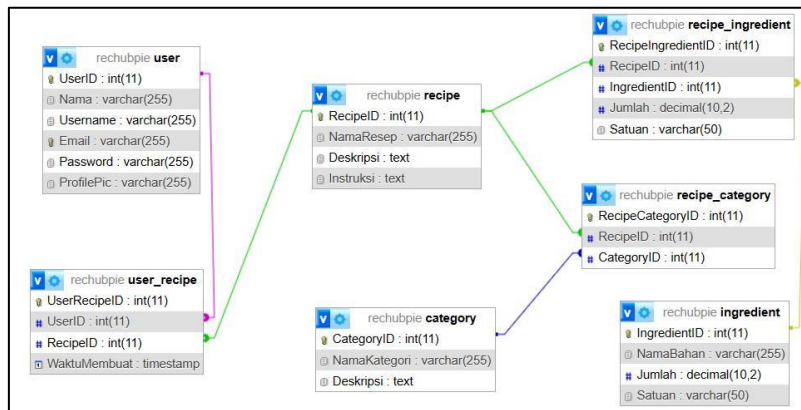 rechubpie user
UserID : int(11)
Nama : varchar(255)
Username : varchar(255)
Email : varchar(255)
Password : varchar(255)
ProfilePic : varchar(255)
rechubpie user_recipe
UserRecipeID : int(11)
UserID : int(11)
RecipeID : int(11)
WaktuMembuat : timestamp
rechubpie recipe
RecipeID : int(11)
NamaResep : varchar(255)
Deskripsi : text
Instruksi : text
rechubpie category
CategoryID : int(11)
NamaKategori : varchar(255)
Deskripsi : text
rechubpie recipe_ingredient
RecipeIngredientID : int(11)
RecipeID : int(11)
IngredientID : int(11)
Jumlah : decimal(10,2)
Satuan : varchar(50)
rechubpie recipe_category
RecipeCategoryID : int(11)
RecipeID : int(11)
CategoryID : int(11)
rechubpie ingredient
IngredientID : int(11)
NamaBahan : varchar(255)
Jumlah : decimal(10,2)
Satuan : varchar(50)